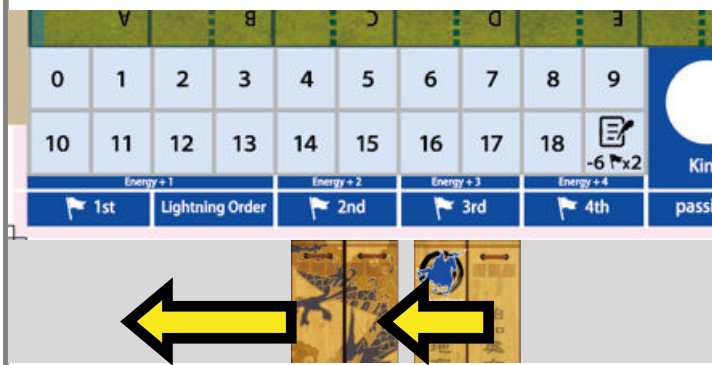 A B C D E
0 1 2 3 4 5 6 7 8 9
10 11 12 13 14 15 16 17 18 -6 x2
Energy + 1 Energy + 2 Energy + 3 Energy + 4
1st Lightning Order 2nd 3rd 4th
Kin
passi